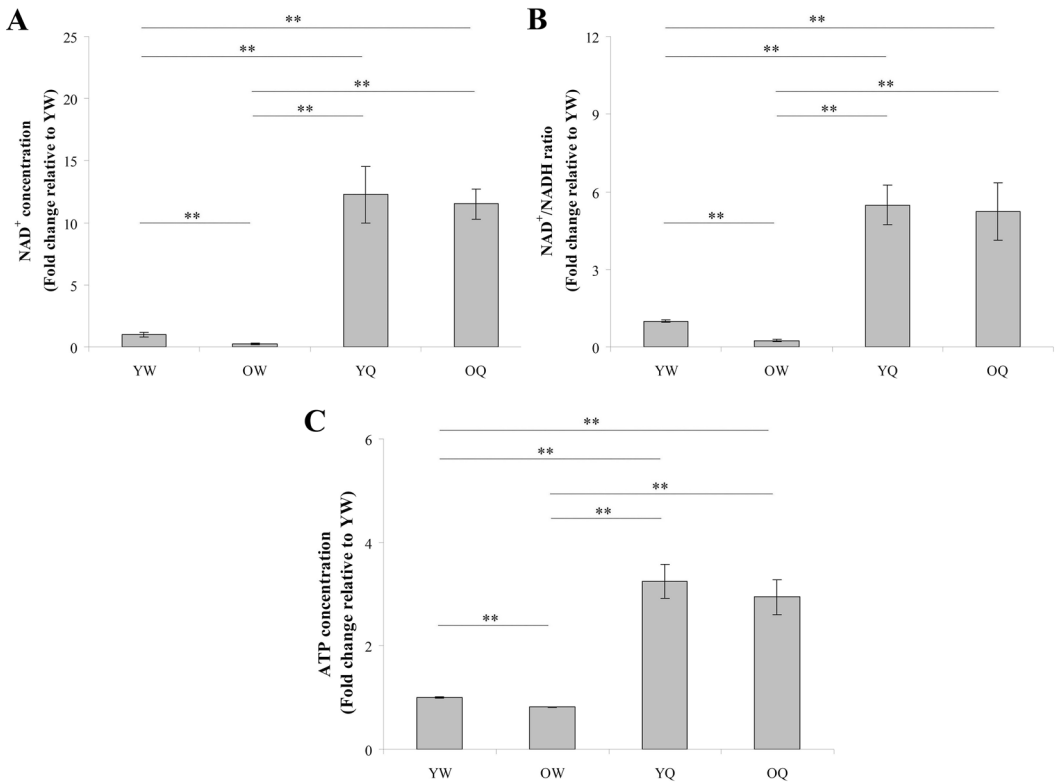 A
NAD+ concentration
(Fold change relative to YW)
25
20
15
10
5
0
**
**
**
**
**
YW OW YQ OQ
B
NAD+/NADH ratio
(Fold change relative to YW)
12
9
6
3
0
**
**
**
**
**
YW OW YQ OQ
C
ATP concentration
(Fold change relative to YW)
6
4
2
0
**
**
**
**
**
YW OW YQ OQ